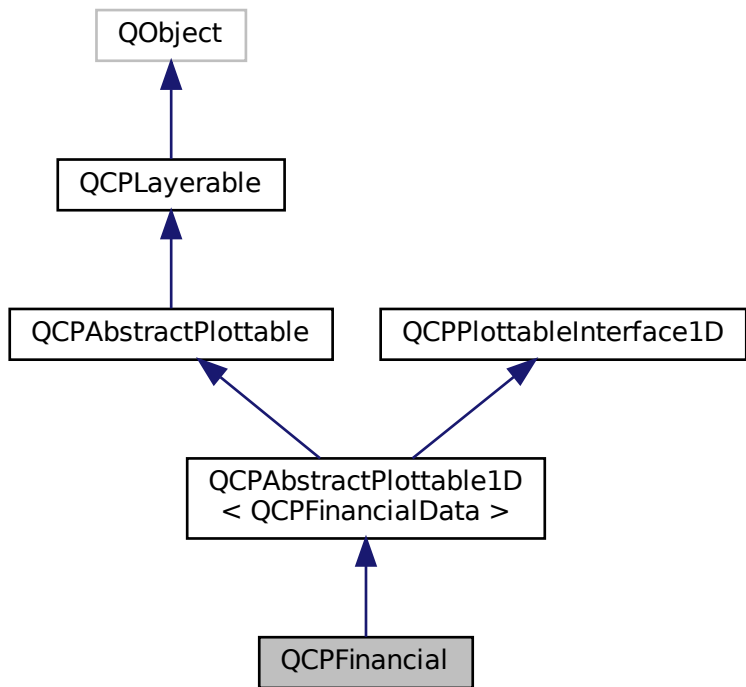 QObject
QCPLayerable
QCPAbstractPlottable
QCPPlottableInterface1D
QCPAbstractPlottable1D
< QCPFinancialData >
QCPFinancial